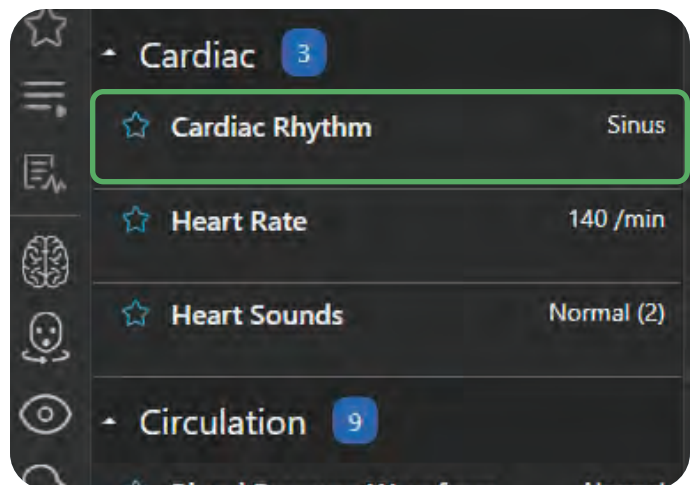 Cardiac 3
Cardiac Rhythm Sinus
Heart Rate 140 /min
Heart Sounds Normal (2)
Circulation 9